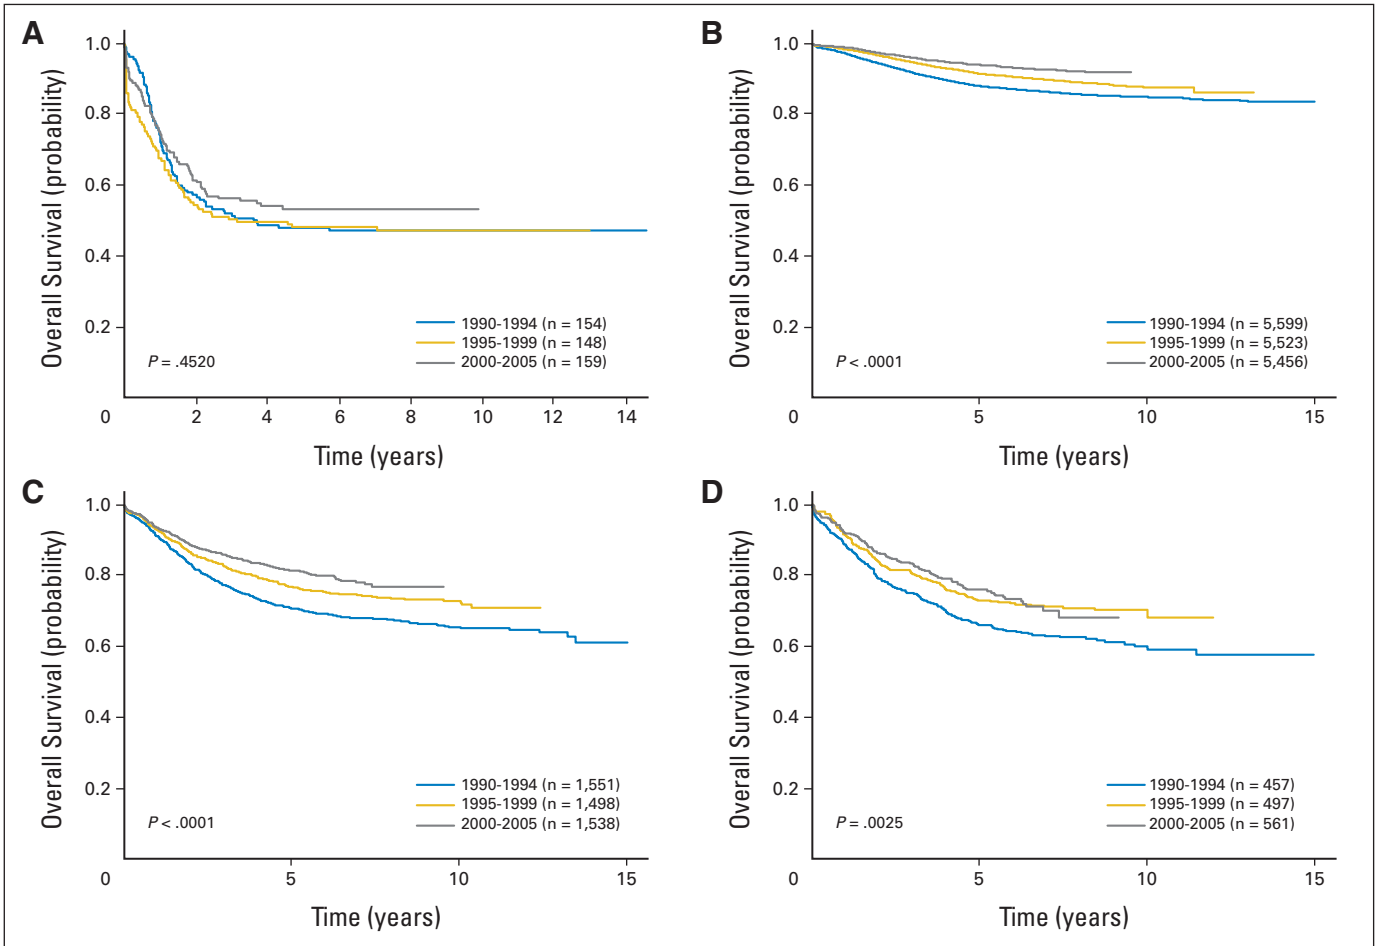 A
Overall Survival (probability)
1.0
0.8
0.6
0.4
0.2
0
1990-1994 (n = 154)
1995-1999 (n = 148)
2000-2005 (n = 159)
P = .4520
2 4 6 8 10 12 14
Time (years)
B
Overall Survival (probability)
1.0
0.8
0.6
0.4
0.2
0
1990-1994 (n = 5,599)
1995-1999 (n = 5,523)
2000-2005 (n = 5,456)
P < .0001
5 10 15
Time (years)
C
Overall Survival (probability)
1.0
0.8
0.6
0.4
0.2
0
1990-1994 (n = 1,551)
1995-1999 (n = 1,498)
2000-2005 (n = 1,538)
P < .0001
5 10 15
Time (years)
D
Overall Survival (probability)
1.0
0.8
0.6
0.4
0.2
0
1990-1994 (n = 457)
1995-1999 (n = 497)
2000-2005 (n = 561)
P = .0025
5 10 15
Time (years)